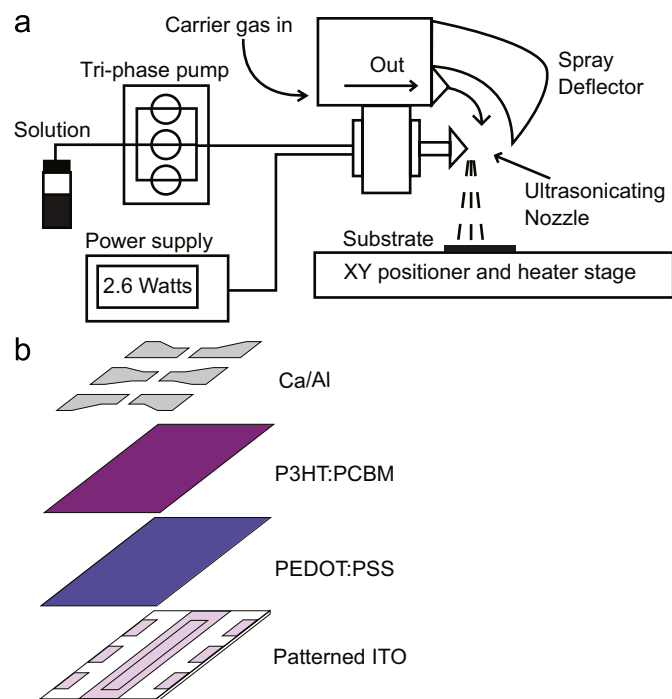 a
Carrier gas in
Tri-phase pump
Out
Spray
Deflector
Solution
Ultrasonicating
Nozzle
Power supply
2.6 Watts
Substrate
XY positioner and heater stage
b
Ca/Al
P3HT:PCBM
PEDOT:PSS
Patterned ITO